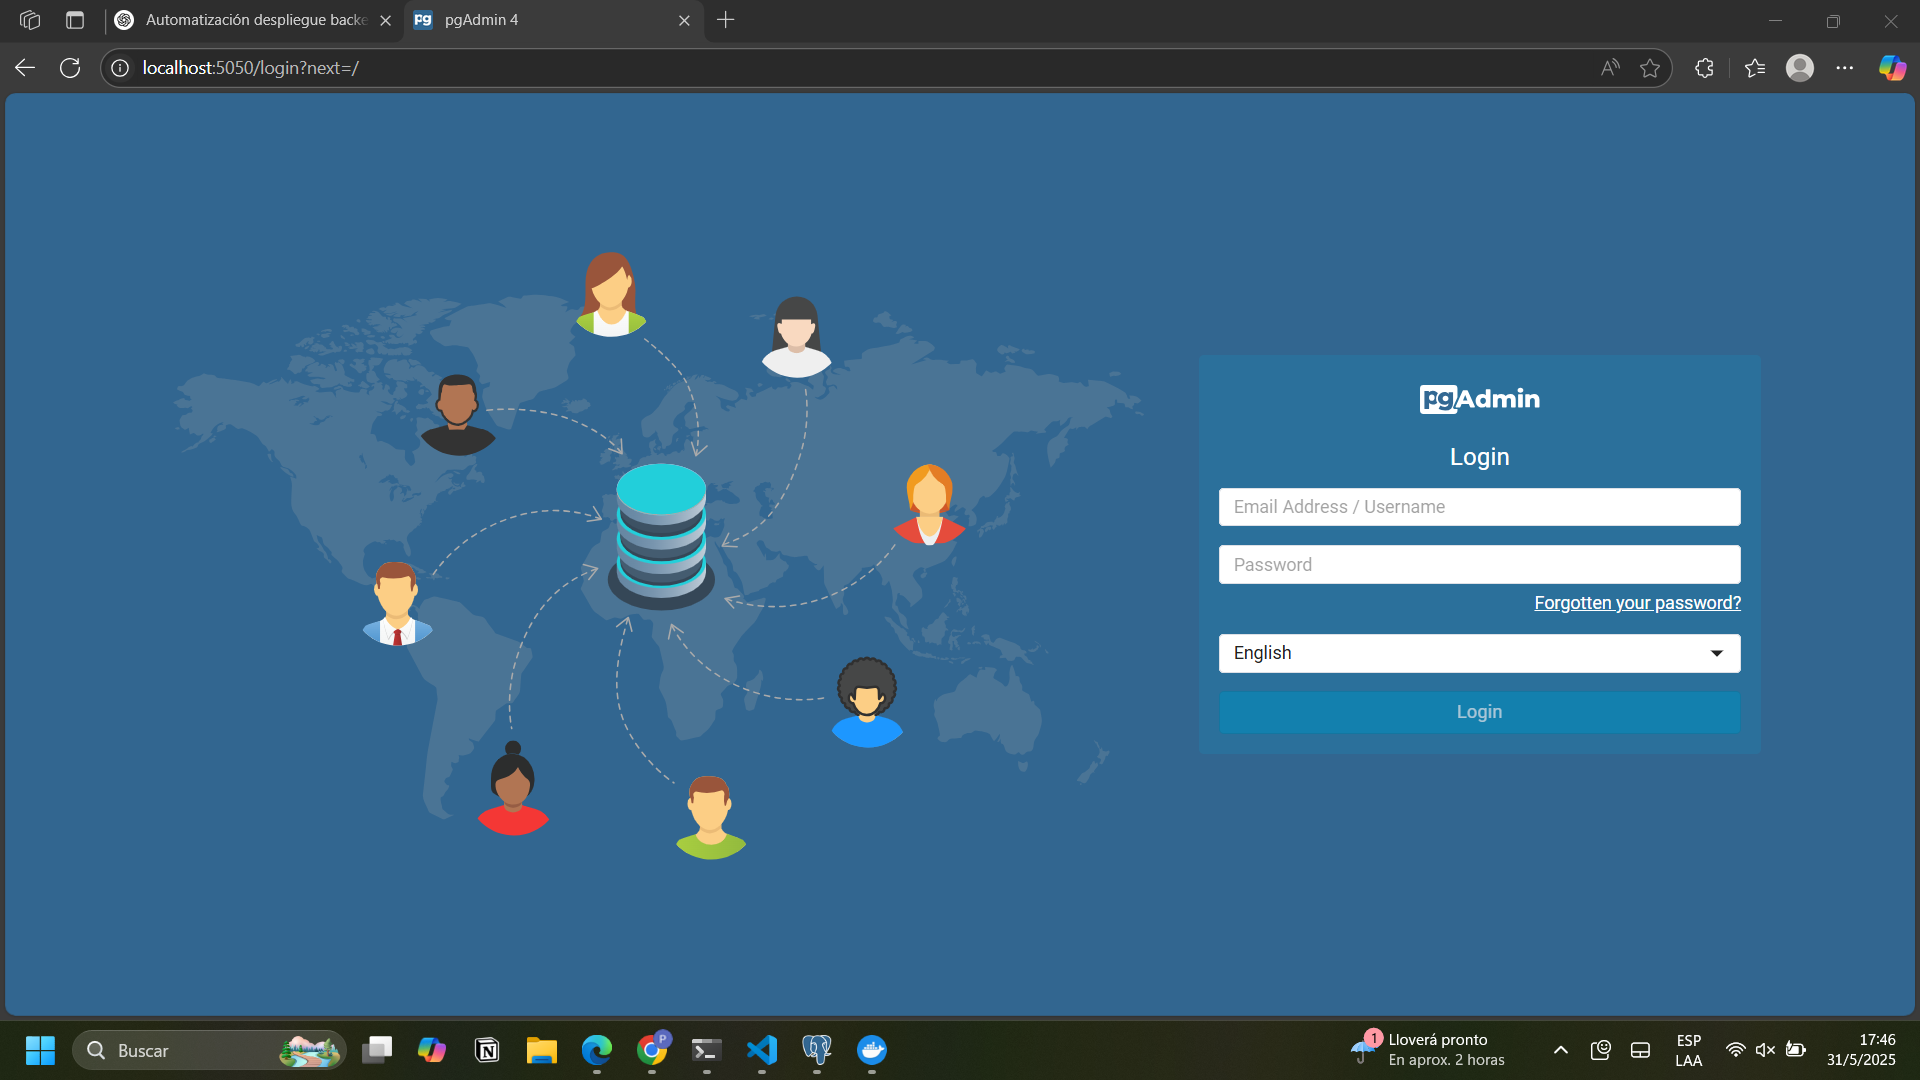 Automatización despliegue backe
pgAdmin 4
localhost:5050/login?next=/
pgAdmin
Login
Email Address / Username
Password
Forgotten your password?
English
Login
Buscar
P
1
Lloverá pronto
En aprox. 2 horas
ESP
LAA
17:46
31/5/2025